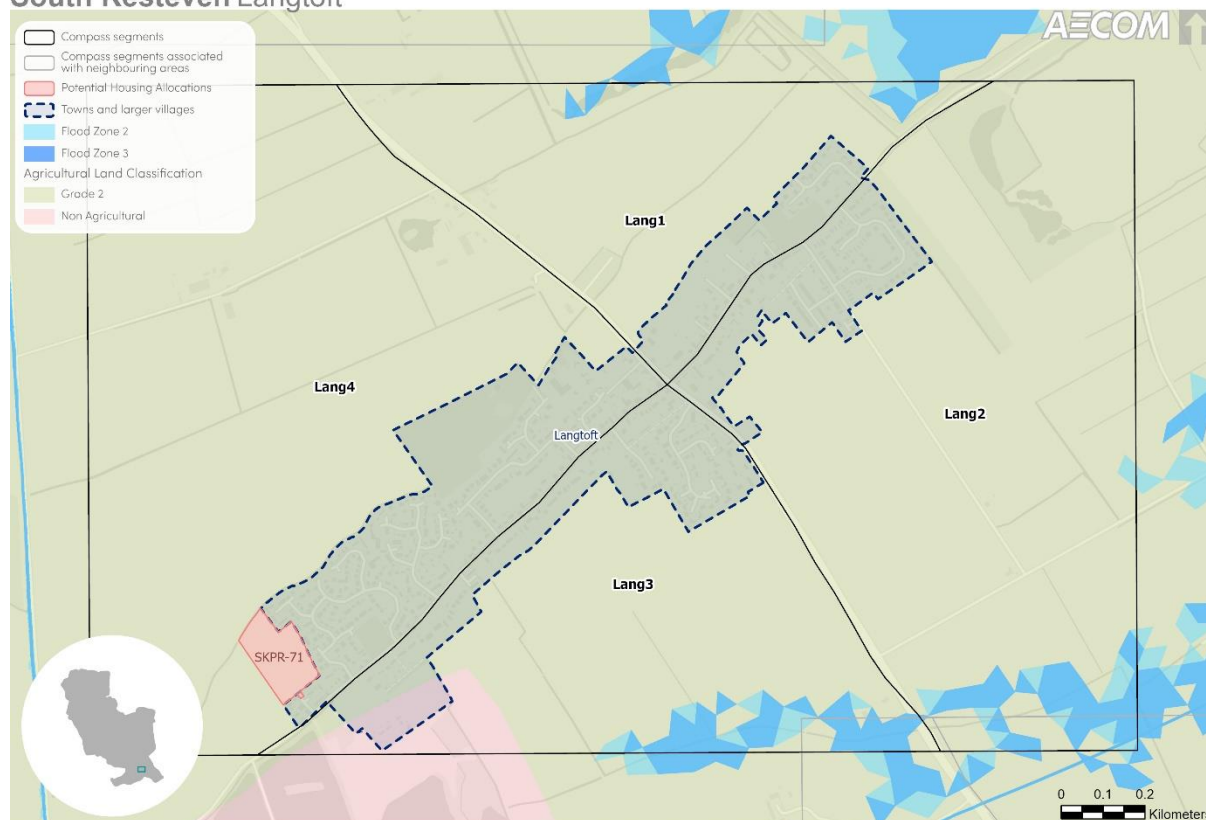 South Kesteven Langtoft
AECOM
Compass segments
Compass segments associated
with neighbouring areas
Potential Housing Allocations
Towns and larger villages
Flood Zone 2
Flood Zone 3
Agricultural Land Classification
Grade 2
Non Agricultural
Lang1
Lang4
Lang2
Langtoft
Lang3
SKPR-71
0 0.1 0.2
Kilometers